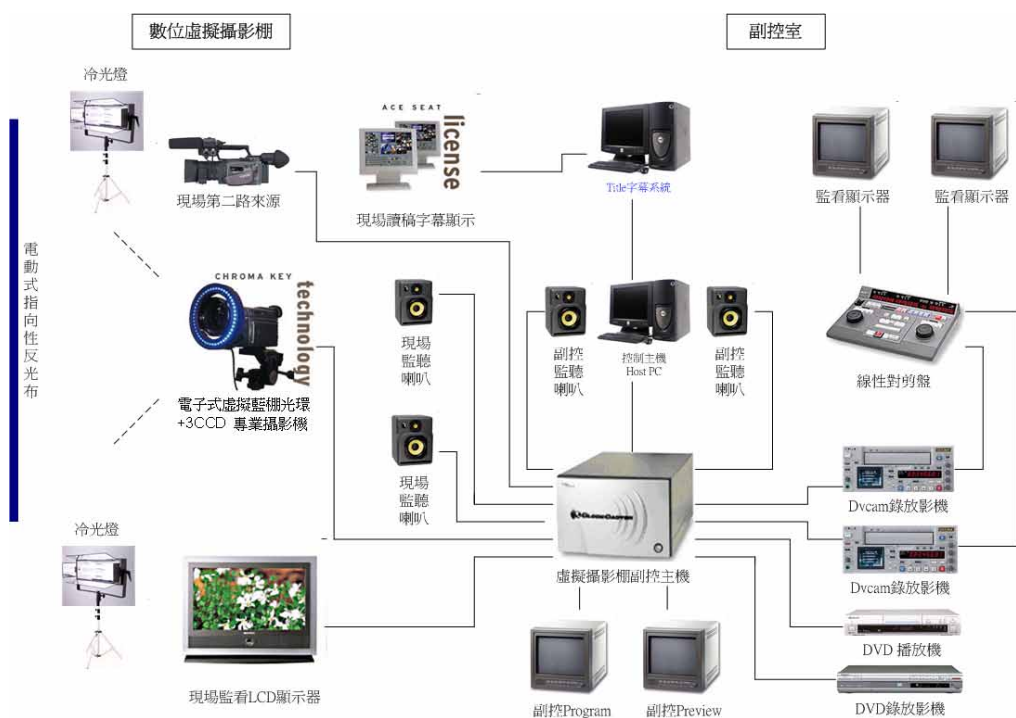 數位虛擬攝影棚
副控室
冷光燈
ACE SEAT
license
現場第二路來源
現場讀稿字幕顯示
Title字幕系統
監看顯示器
監看顯示器
電動式指向性反光布
CHROMA KEY
technology
電子式虛擬藍棚光環
+3CCD 專業攝影機
現場
監聽
喇叭
副控
監聽
喇叭
控制主機
Host PC
副控
監聽
喇叭
線性對剪盤
現場
監聽
喇叭
GlobeCaster
虛擬攝影棚副控主機
Dvcam錄放影機
Dvcam錄放影機
冷光燈
現場監看LCD顯示器
副控Program
副控Preview
DVD 播放機
DVD錄放影機